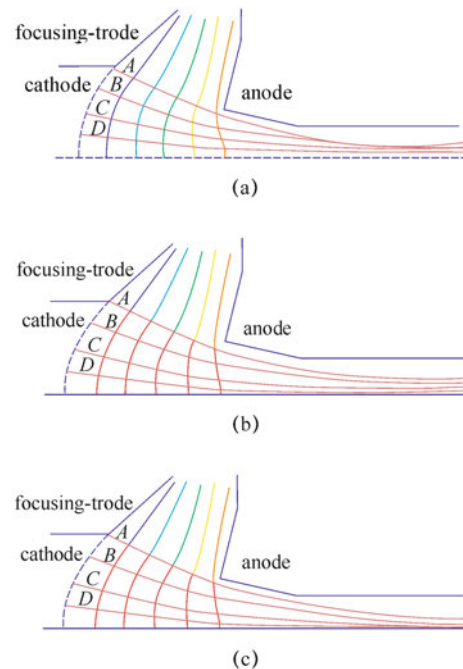 focusing-trode
cathode
A
B
C
D
anode
(a)
focusing-trode
cathode
A
B
C
D
anode
(b)
focusing-trode
cathode
A
B
C
D
anode
(c)